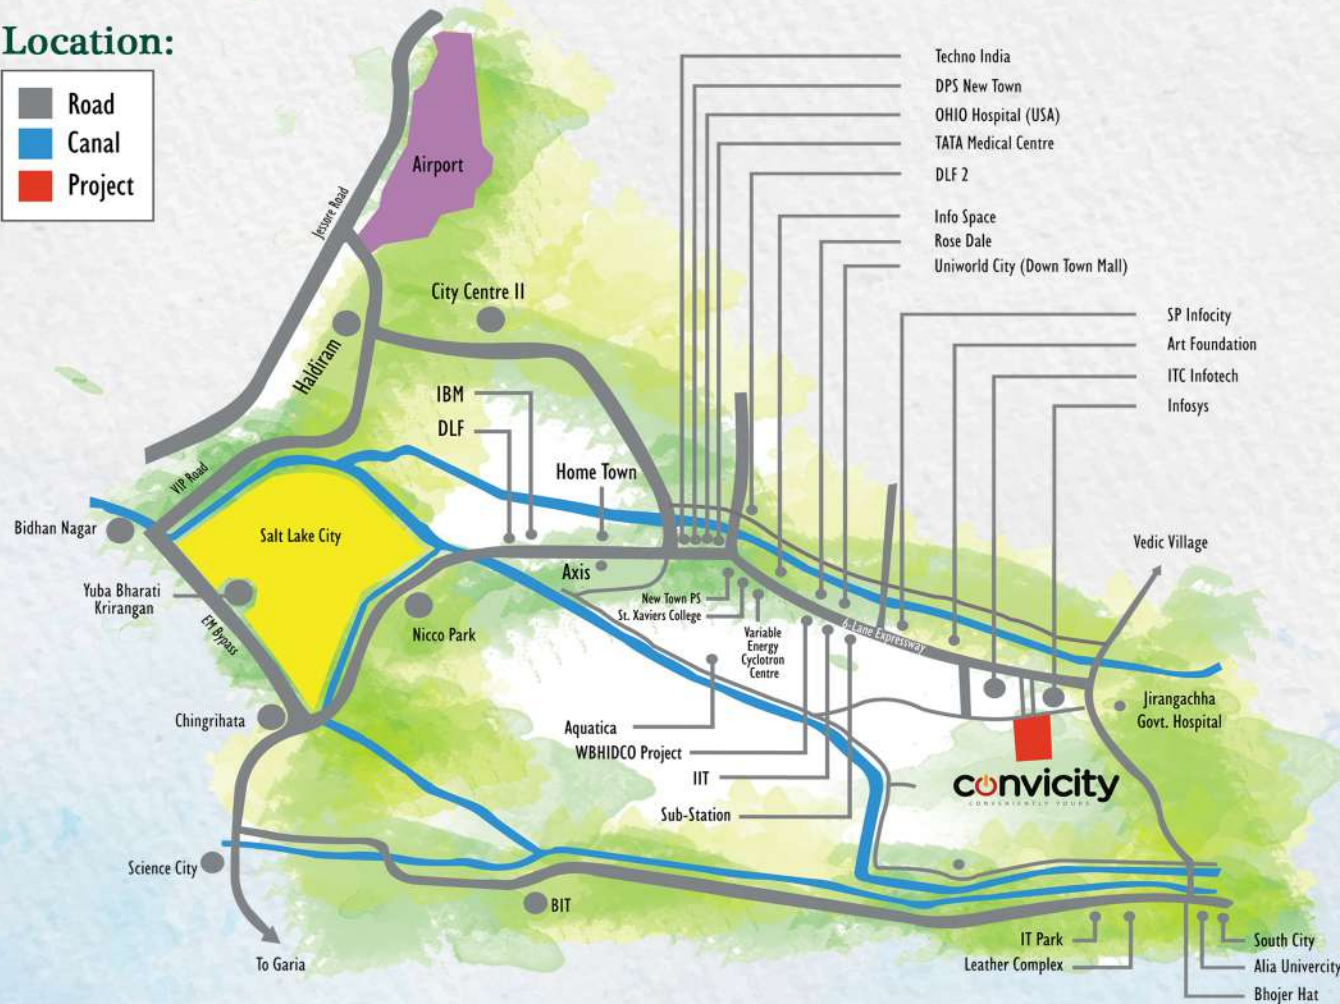 Location:
Road
Canal
Project
Airport
Jessore Road
City Centre II
Haldiram
IBM
DLF
Home Town
VIP Road
Bidhan Nagar
Salt Lake City
Yuba Bharati
Krirangan
EM Bypass
Nicco Park
Chingrihata
Axis
New Town PS
St. Xaviers College
Variable
Energy
Cyclotron
Centre
6-Lane Expressway
Techno India
DPS New Town
OHIO Hospital (USA)
TATA Medical Centre
DLF 2
Info Space
Rose Dale
Uniworld City (Down Town Mall)
SP Infocity
Art Foundation
ITC Infotech
Infosys
Vedic Village
Jirangachha
Govt. Hospital
Aquatica
WBHIDCO Project
IIT
Sub-Station
convicity
CONVENIENTLY YOURS
Science City
BIT
To Garia
IT Park
Leather Complex
South City
Alia Univercity
Bhojer Hat